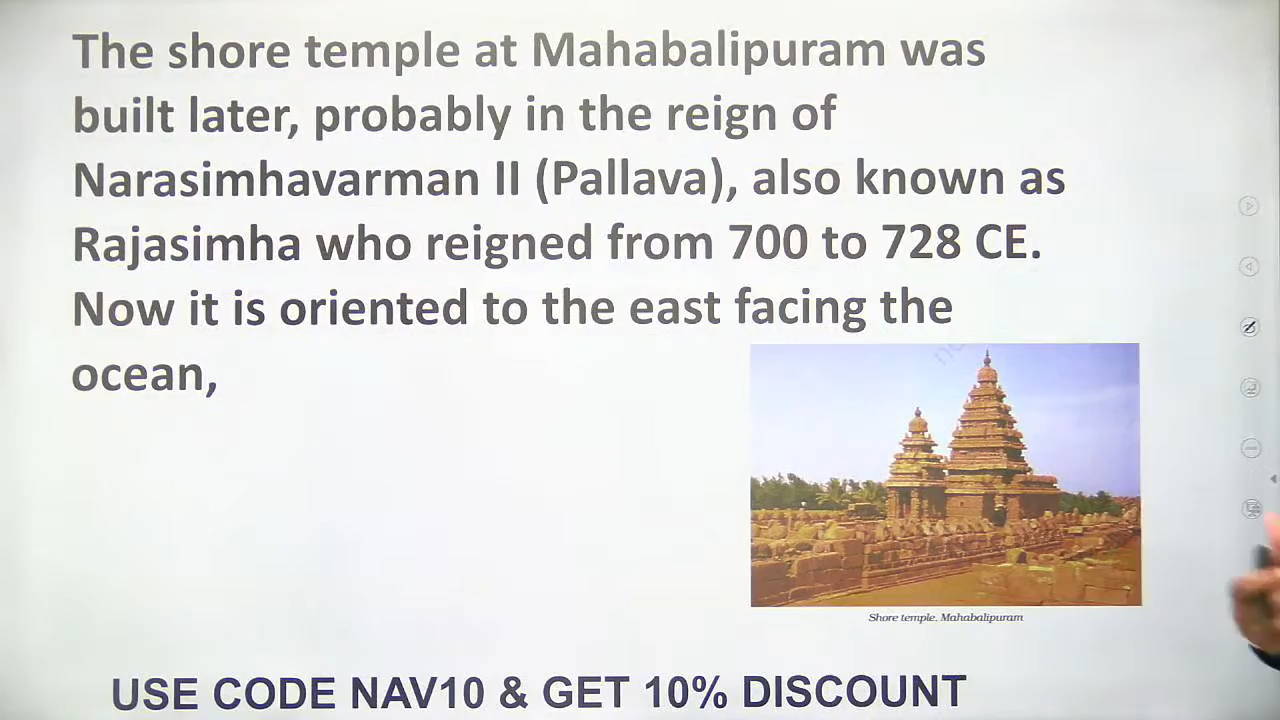 The shore temple at Mahabalipuram was
built later, probably in the reign of
Narasimhavarman II (Pallava), also known as
Rajasimha who reigned from 700 to 728 CE.
Now it is oriented to the east facing the
ocean,
Shore temple, Mahabalipuram
USE CODE NAV10 & GET 10% DISCOUNT